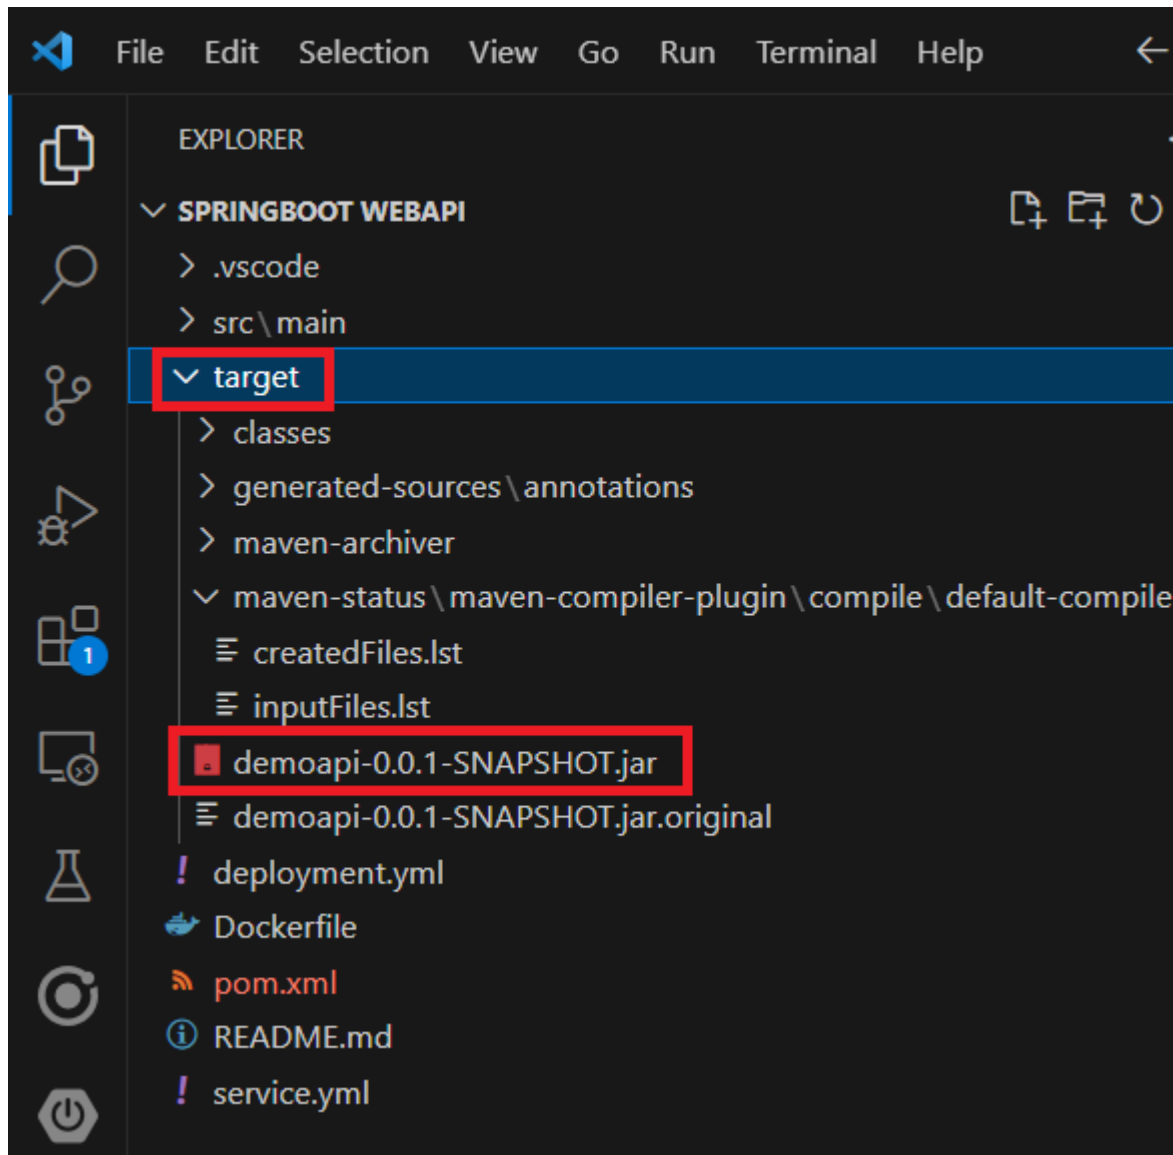 File Edit Selection View Go Run Terminal Help
EXPLORER
SPRINGBOOT WEBAPI
.vscode
src\main
target
classes
generated-sources\annotations
maven-archiver
maven-status\maven-compiler-plugin\compile\default-compile
createdFiles.lst
inputFiles.lst
1
demoapi-0.0.1-SNAPSHOT.jar
demoapi-0.0.1-SNAPSHOT.jar.original
deployment.yml
Dockerfile
pom.xml
README.md
service.yml